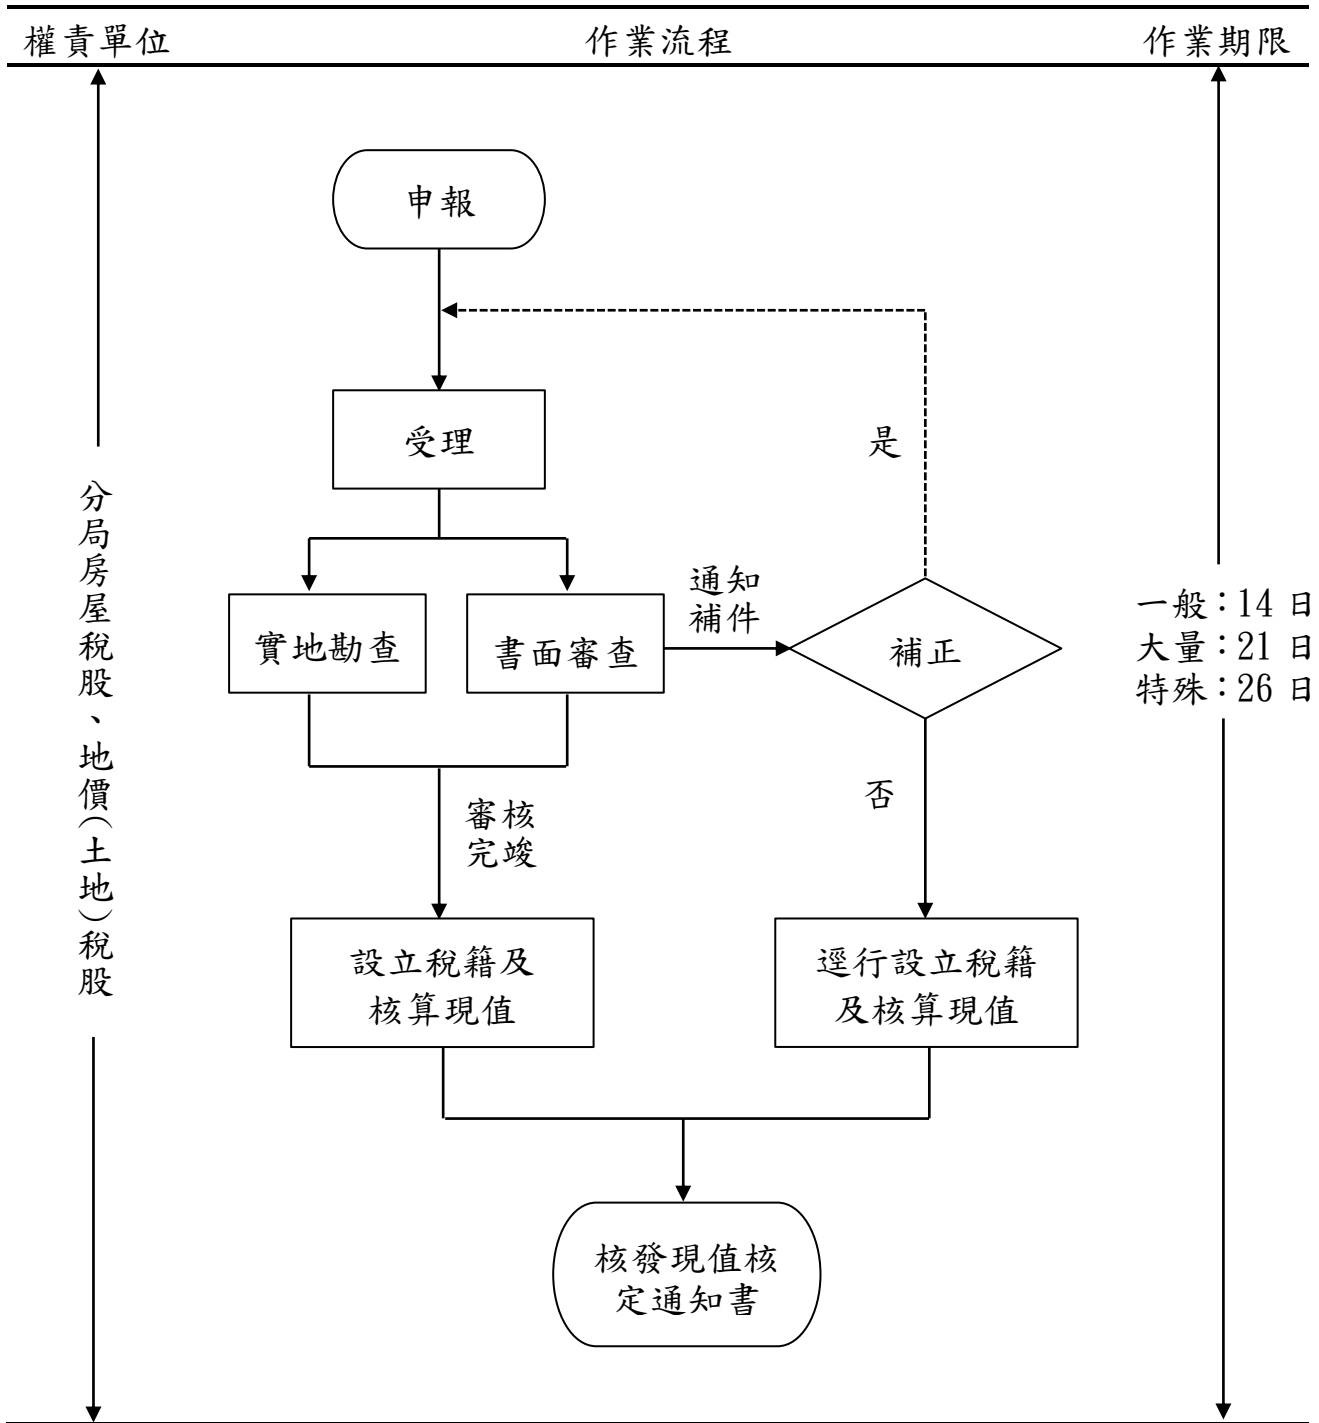 權責單位
作業流程
作業期限
申報
受理
是
分局房屋稅股、地價(土地)稅股
實地勘查
書面審查
通知
補件
補正
一般：14 日
大量：21 日
特殊：26 日
否
審核
完竣
設立稅籍及
核算現值
逕行設立稅籍
及核算現值
核發現值核
定通知書